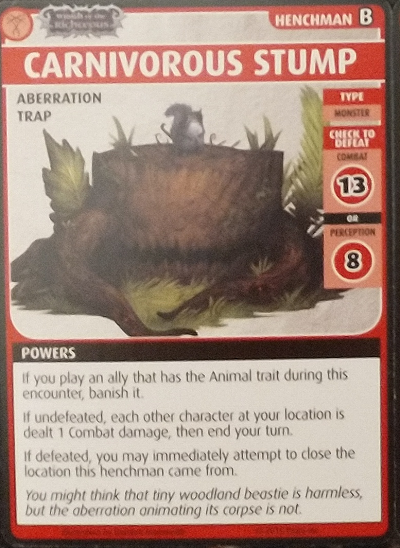 Wrath of the
Righteous
HENCHMAN B
CARNIVOROUS STUMP
ABERRATION
TRAP
TYPE
MONSTER
CHECK TO
DEFEAT
COMBAT
13
OR
PERCEPTION
8
POWERS
If you play an ally that has the Animal trait during this
encounter, banish it.
If undefeated, each other character at your location is
dealt 1 Combat damage, then end your turn.
If defeated, you may immediately attempt to close the
location this henchman came from.
You might think that tiny woodland beastie is harmless,
but the aberration animating its corpse is not.